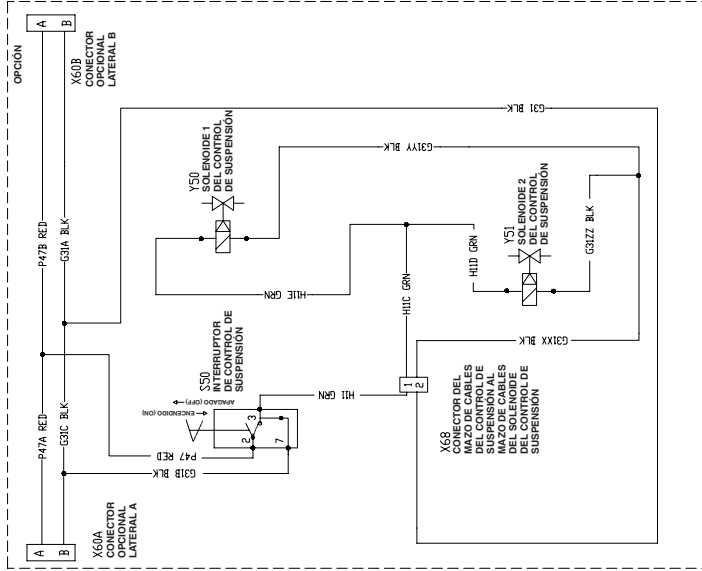 OPCIÓN
A
B
X60B
CONECTOR
OPCIONAL
LATERAL B
P47B RED
G31A BLK
G31 BLK
Y50
SOLENOIDE 1
DEL CONTROL
DE SUSPENSIÓN
G31YY BLK
H11E GRN
H11C GRN
H11D GRN
Y51
SOLENOIDE 2
DEL CONTROL
DE SUSPENSIÓN
G31ZZ BLK
G31XX BLK
S50
INTERRUPTOR
DE CONTROL DE
SUSPENSIÓN
APAGADO (OFF)
ENCENDIDO (ON)
3
2
7
H11 GRN
1
2
X68
CONECTOR DEL
MAZO DE CABLES
DEL CONTROL DE
SUSPENSIÓN AL
MAZO DE CABLES
DEL SOLENOIDE
DEL CONTROL DE
SUSPENSIÓN
P47A RED
G31C BLK
P47 RED
G31B BLK
A
B
X60A
CONECTOR
OPCIONAL
LATERAL A